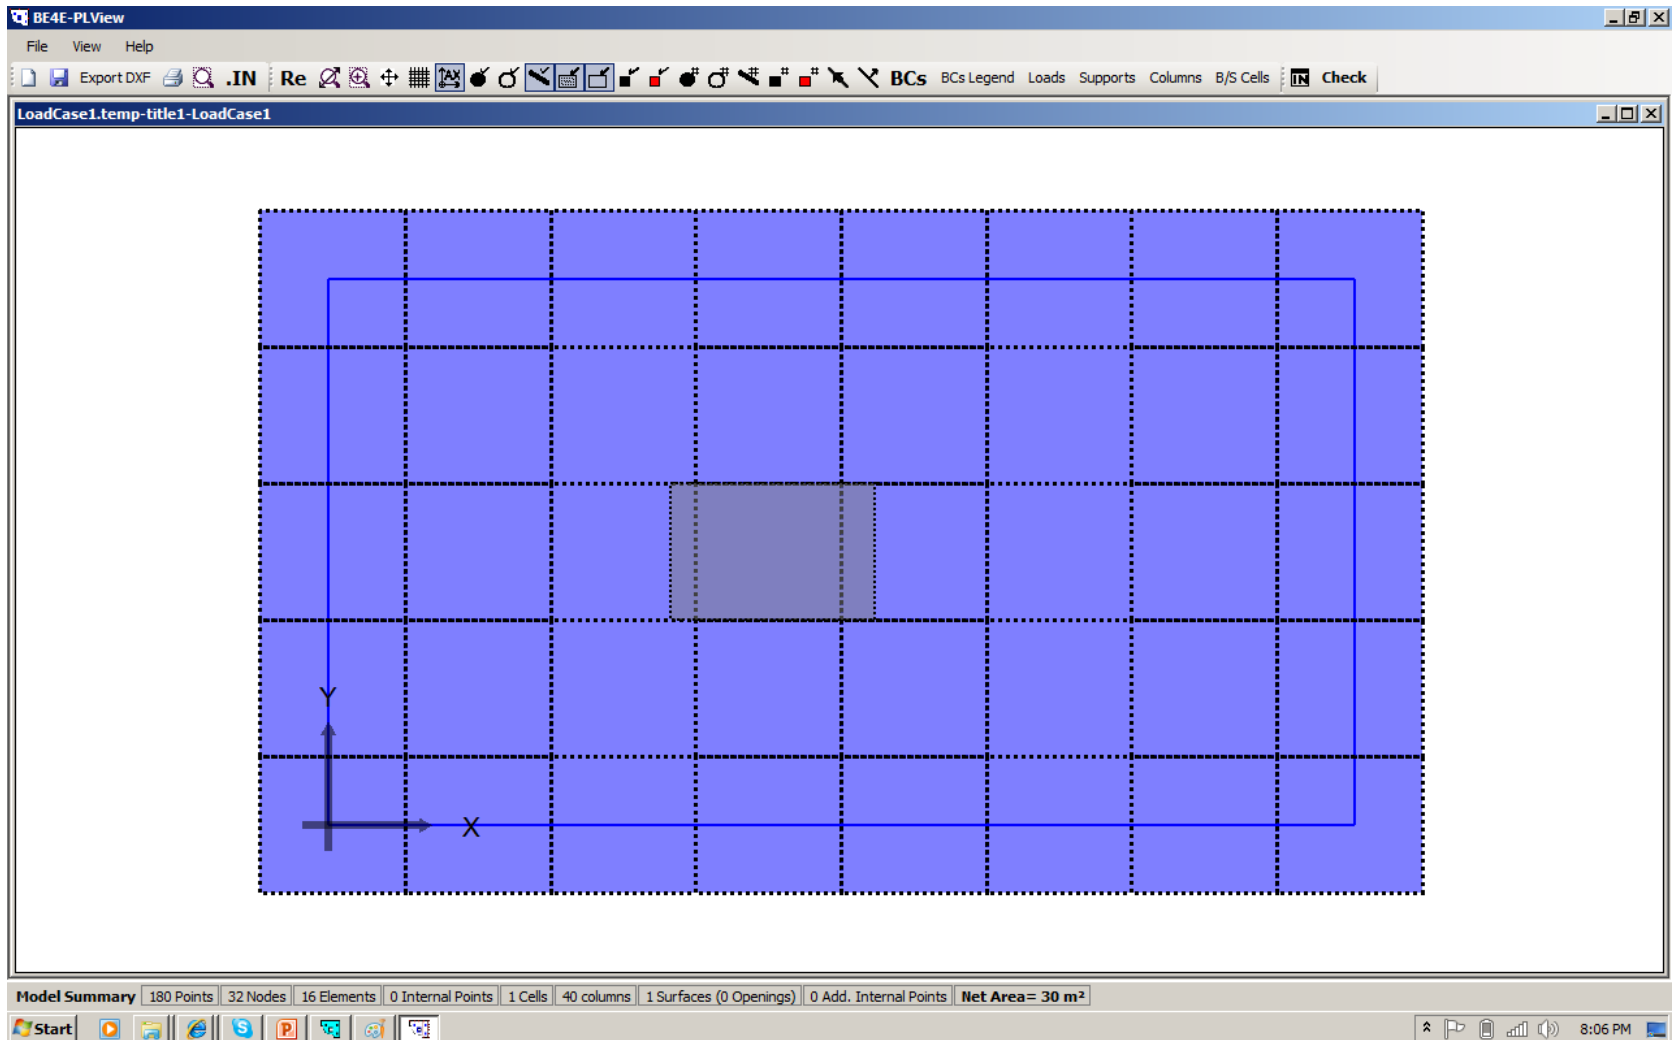 BE4E-PLView
File View Help
Export DXF .IN Re BCs BCs Legend Loads Supports Columns B/S Cells IN Check
LoadCase1.temp-title1-LoadCase1
Y
X
Model Summary 180 Points 32 Nodes 16 Elements 0 Internal Points 1 Cells 40 columns 1 Surfaces (0 Openings) 0 Add. Internal Points Net Area= 30 m²
Start 8:06 PM